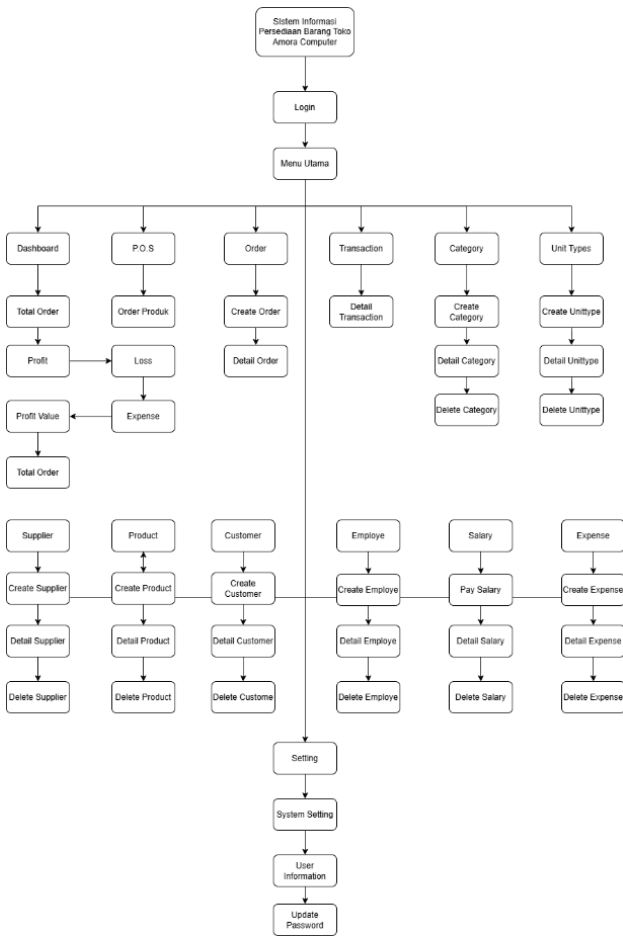 SIstem Informasi
Persediaan Barang Toko
Amora Computer
Login
Menu Utama
Dashboard
P.O.S
Order
Transaction
Category
Unit Types
Total Order
Order Produk
Create Order
Detail
Transaction
Create
Category
Create Unittype
Profit
Loss
Detail Order
Detail Category
Detail Unittype
Profit Value
Expense
Delete Category
Delete Unittype
Total Order
Supplier
Product
Customer
Employe
Salary
Expense
Create Supplier
Create Product
Create
Customer
Create Employe
Pay Salary
Create Expense
Detail Supplier
Detail Product
Detail Customer
Detail Employe
Detail Salary
Detail Expense
Delete Supplier
Delete Product
Delete Custome
Delete Employe
Delete Salary
Delete Expense
Setting
System Setting
User
Information
Update
Password